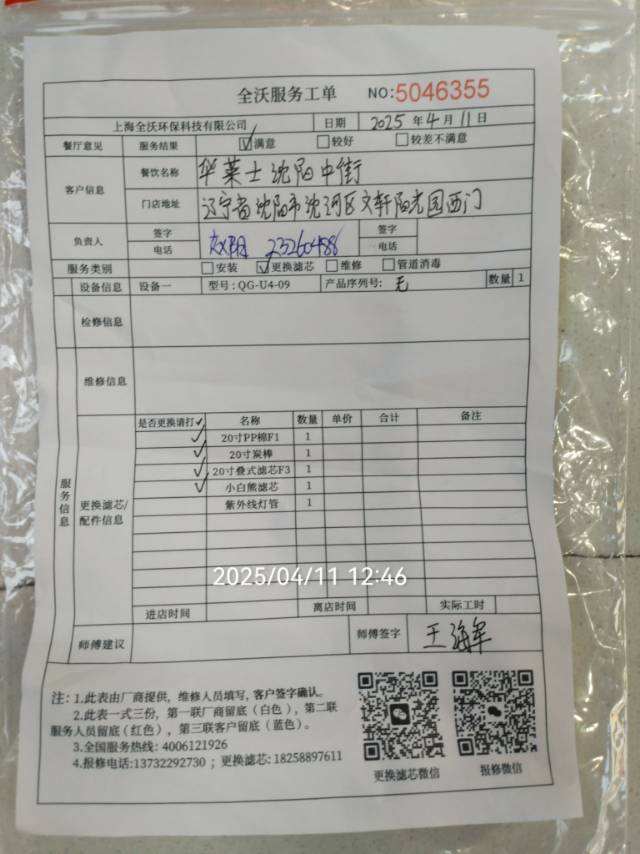 全沃服务工单 NO:5046355
上海全沃环保科技有限公司 日期 2025年4月11日
餐厅意见 服务结果 ☑满意 □较好 □较差不满意
客户信息 餐饮名称 华莱士沈阳中街
门店地址 辽宁省沈阳市沈河区文轩阳光园西门
负责人 签字 签字
电话 23260488 电话
服务类别 □安装 ☑更换滤芯 □维修 □管道消毒
设备信息 设备一 型号:QG-U4-09 产品序列号: 无 数量 1
检修信息
维修信息
服务信息
更换滤芯/配件信息
是否更换请打✓ 名称 数量 单价 合计 备注
✓ 20寸PP棉F1 1
✓ 20寸炭棒 1
✓ 20寸叠式滤芯F3 1
✓ 小白熊滤芯 1
紫外线灯管 1
2025/04/11 12:46
进店时间 离店时间 实际工时
师傅建议 师傅签字 王海军
注: 1.此表由厂商提供, 维修人员填写, 客户签字确认。
2.此表一式三份, 第一联厂商留底(白色), 第二联
服务人员留底(红色), 第三联客户留底(蓝色)。
3.全国服务热线: 4006121926
4.报修电话:13732292730; 更换滤芯:18258897611
更换滤芯微信 报修微信